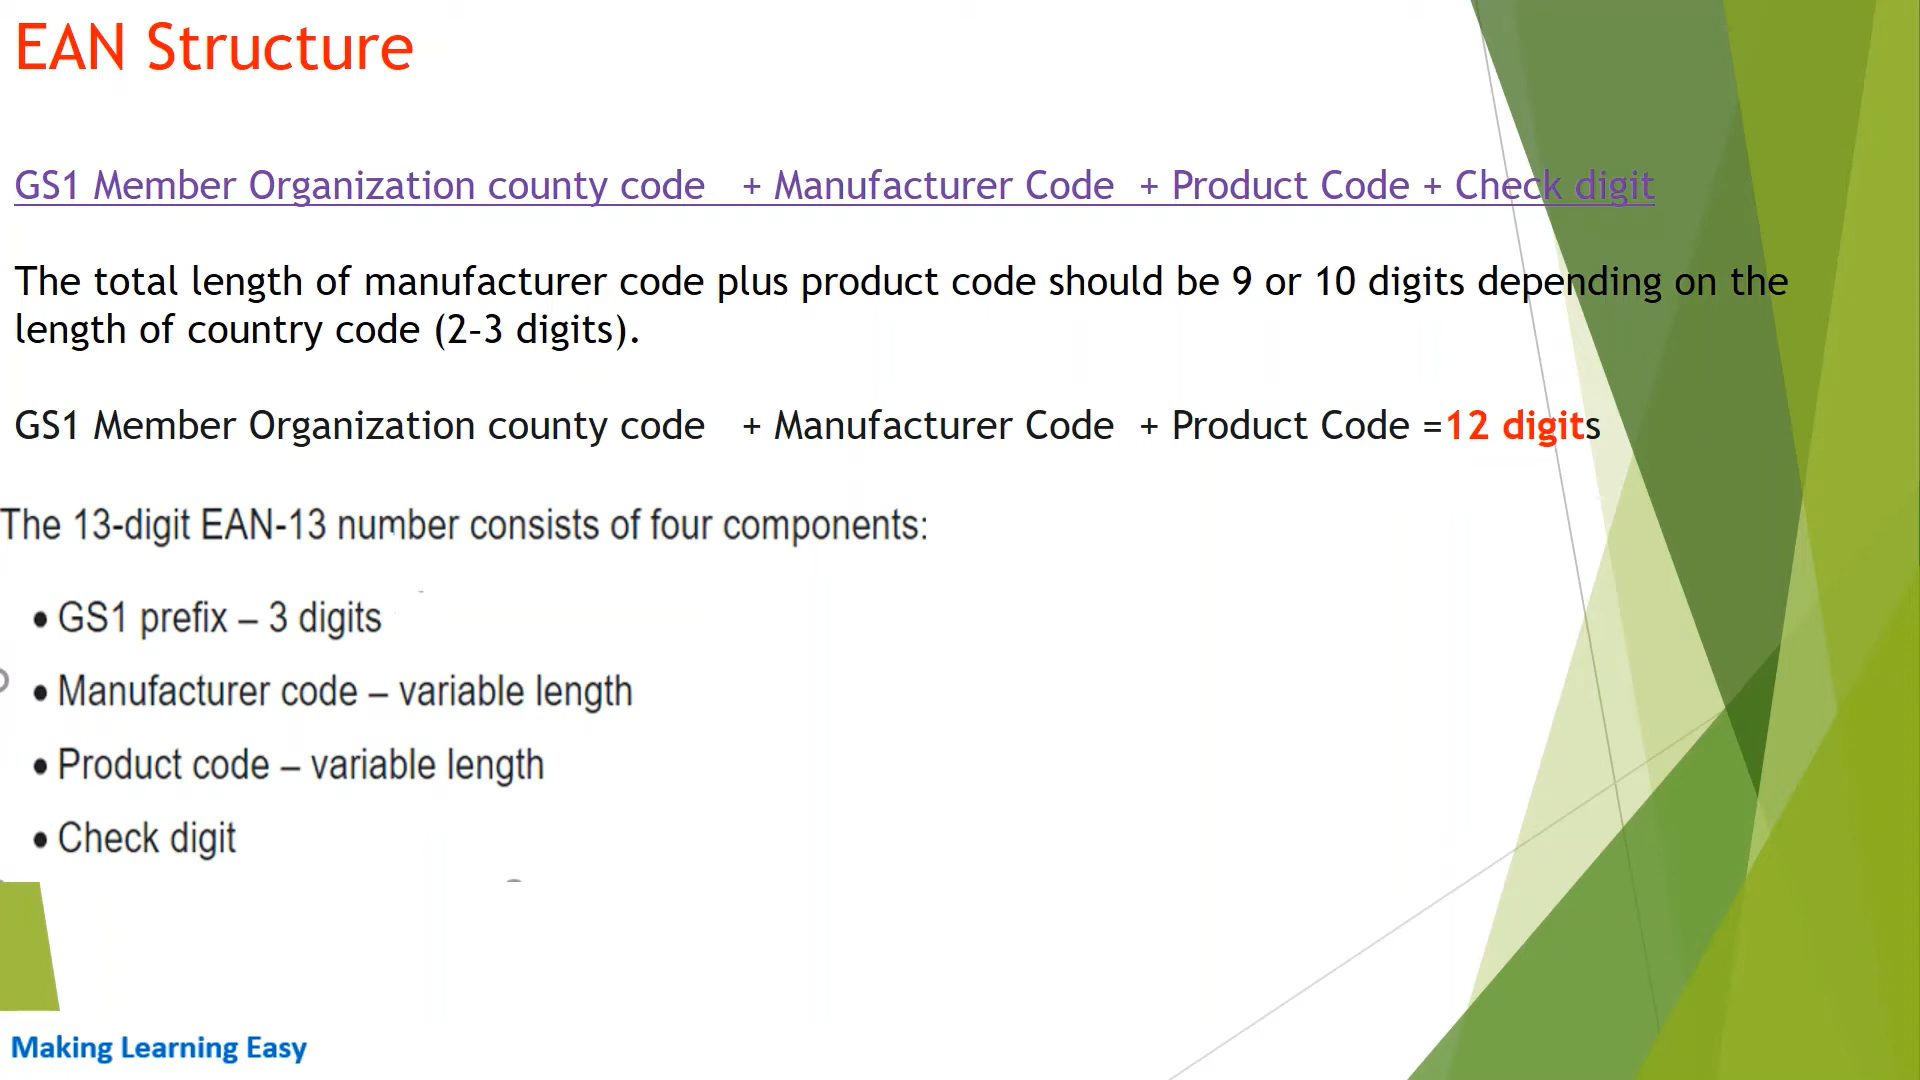 EAN Structure
GS1 Member Organization county code + Manufacturer Code + Product Code + Check digit
The total length of manufacturer code plus product code should be 9 or 10 digits depending on the
length of country code (2-3 digits).
GS1 Member Organization county code + Manufacturer Code + Product Code =12 digits
The 13-digit EAN-13 number consists of four components:
• GS1 prefix – 3 digits
• Manufacturer code – variable length
• Product code – variable length
• Check digit
Making Learning Easy